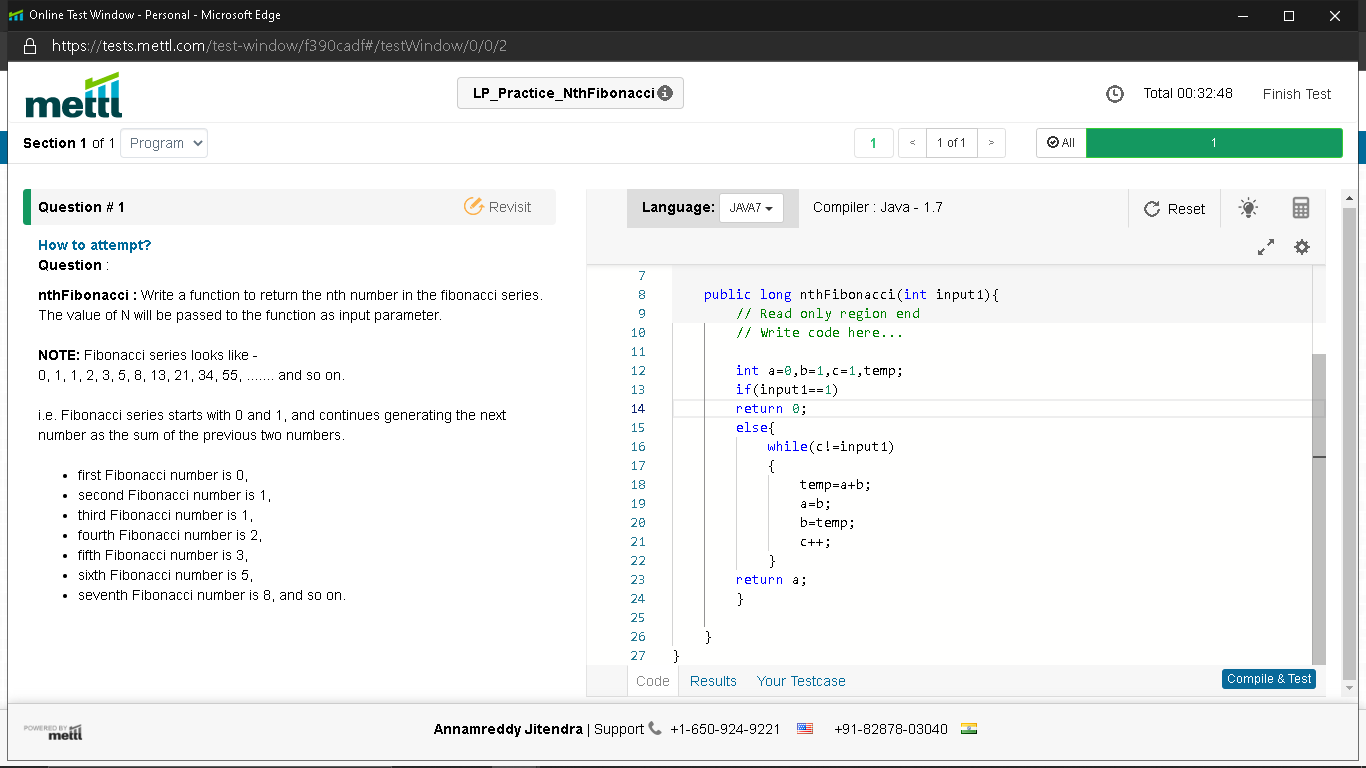 Online Test Window - Personal - Microsoft Edge
https://tests.mettl.com/test-window/f390cadf#/testWindow/0/0/2
mettl
LP_Practice_NthFibonacci
Total 00:32:48
Finish Test
Section 1 of 1
Program
1
<
1 of 1
>
All
1
Question # 1
Revisit
Language:
JAVA7
Compiler : Java - 1.7
Reset
How to attempt?
Question :
nthFibonacci : Write a function to return the nth number in the fibonacci series.
The value of N will be passed to the function as input parameter.
NOTE: Fibonacci series looks like -
0, 1, 1, 2, 3, 5, 8, 13, 21, 34, 55, ....... and so on.
i.e. Fibonacci series starts with 0 and 1, and continues generating the next
number as the sum of the previous two numbers.
• first Fibonacci number is 0,
• second Fibonacci number is 1,
• third Fibonacci number is 1,
• fourth Fibonacci number is 2,
• fifth Fibonacci number is 3,
• sixth Fibonacci number is 5,
• seventh Fibonacci number is 8, and so on.
7
8 public long nthFibonacci(int input1){
9 // Read only region end
10 // Write code here...
11
12 int a=0,b=1,c=1,temp;
13 if(input1==1)
14 return 0;
15 else{
16 while(c!=input1)
17 {
18 temp=a+b;
19 a=b;
20 b=temp;
21 c++;
22 }
23 return a;
24 }
25
26 }
27 }
Code
Results
Your Testcase
Compile & Test
POWERED BY
mettl
Annamreddy Jitendra | Support +1-650-924-9221 +91-82878-03040